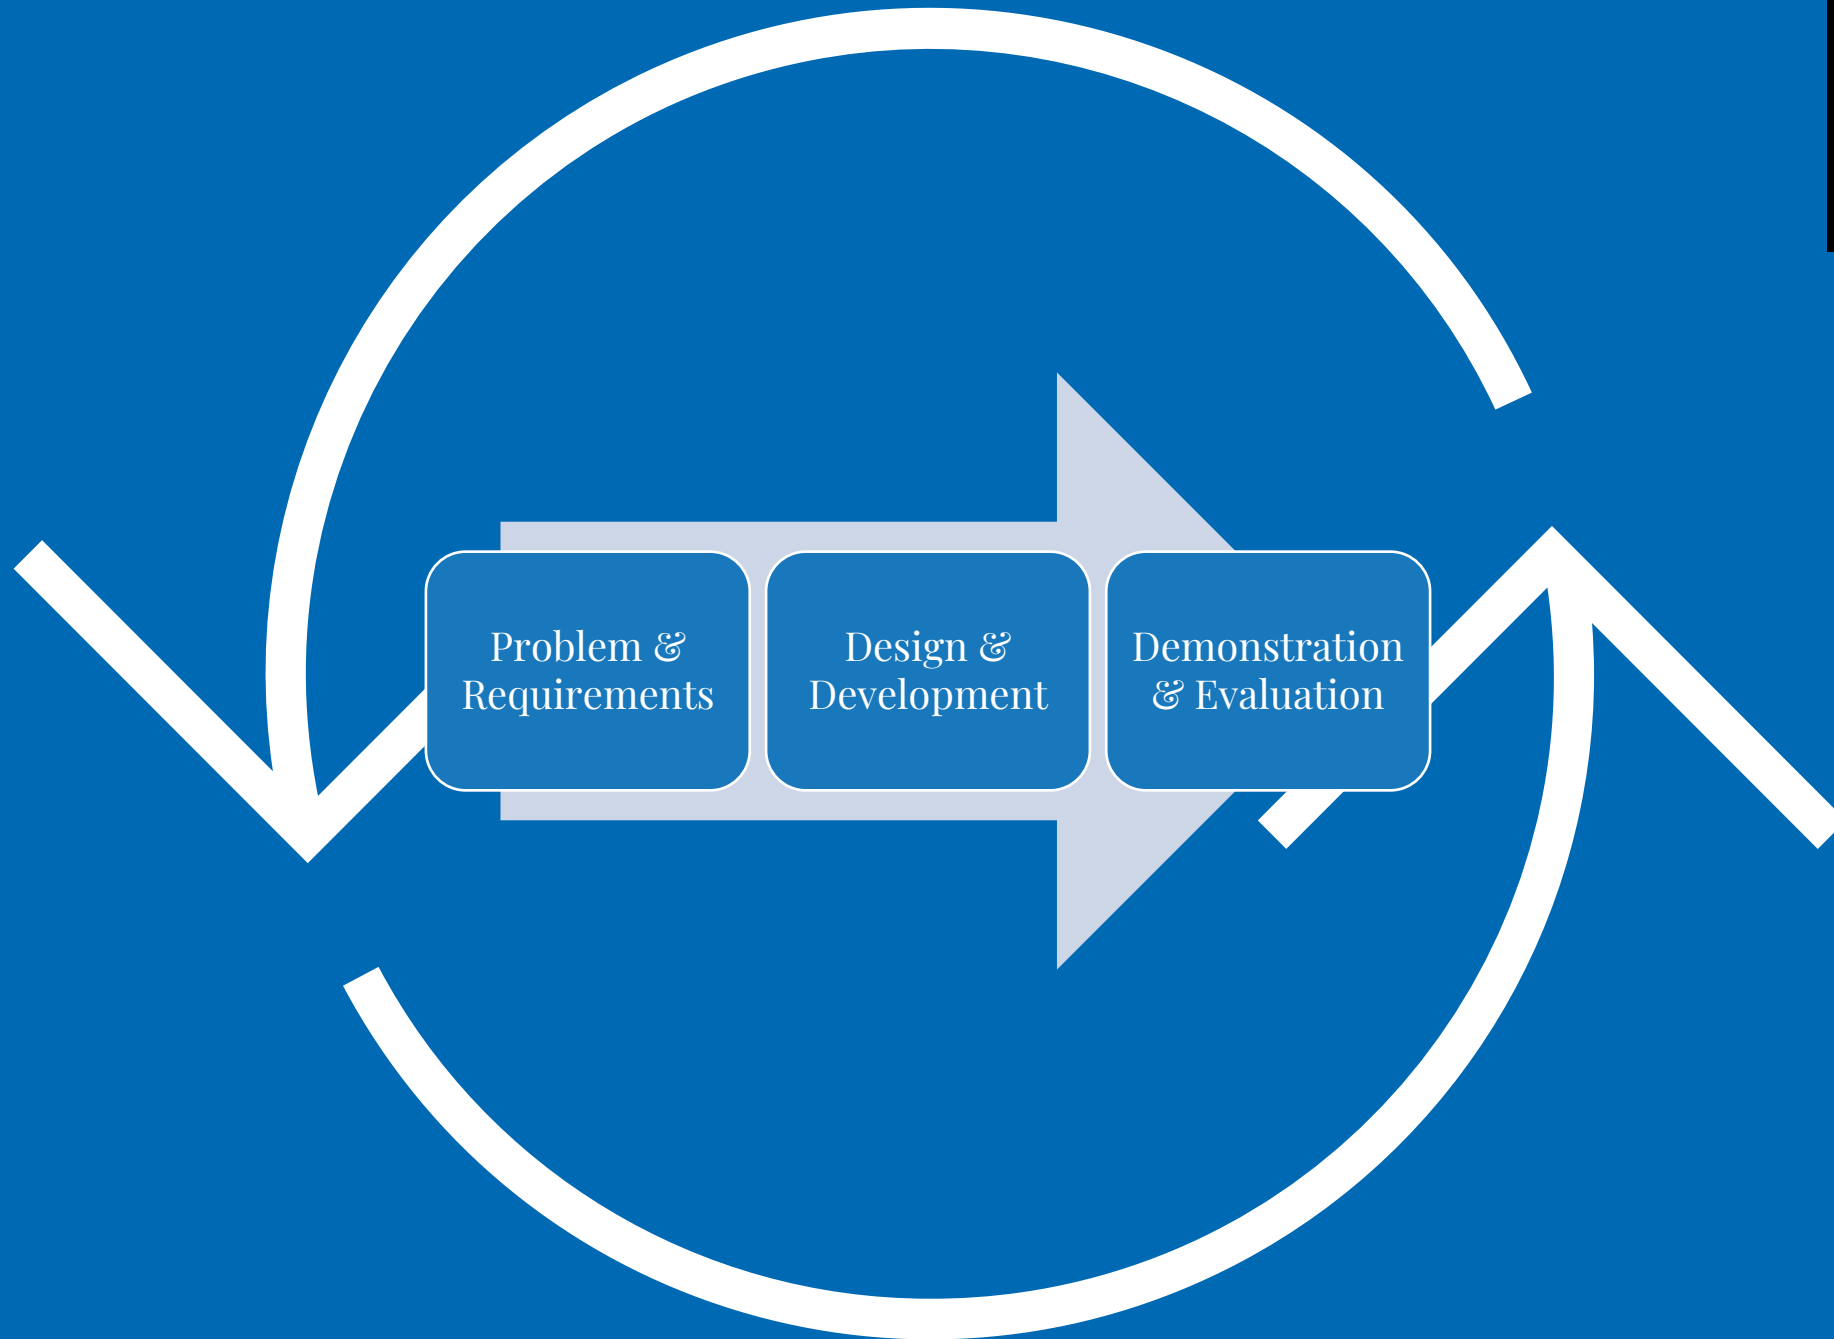 Problem &
Requirements
Design &
Development
Demonstration
& Evaluation